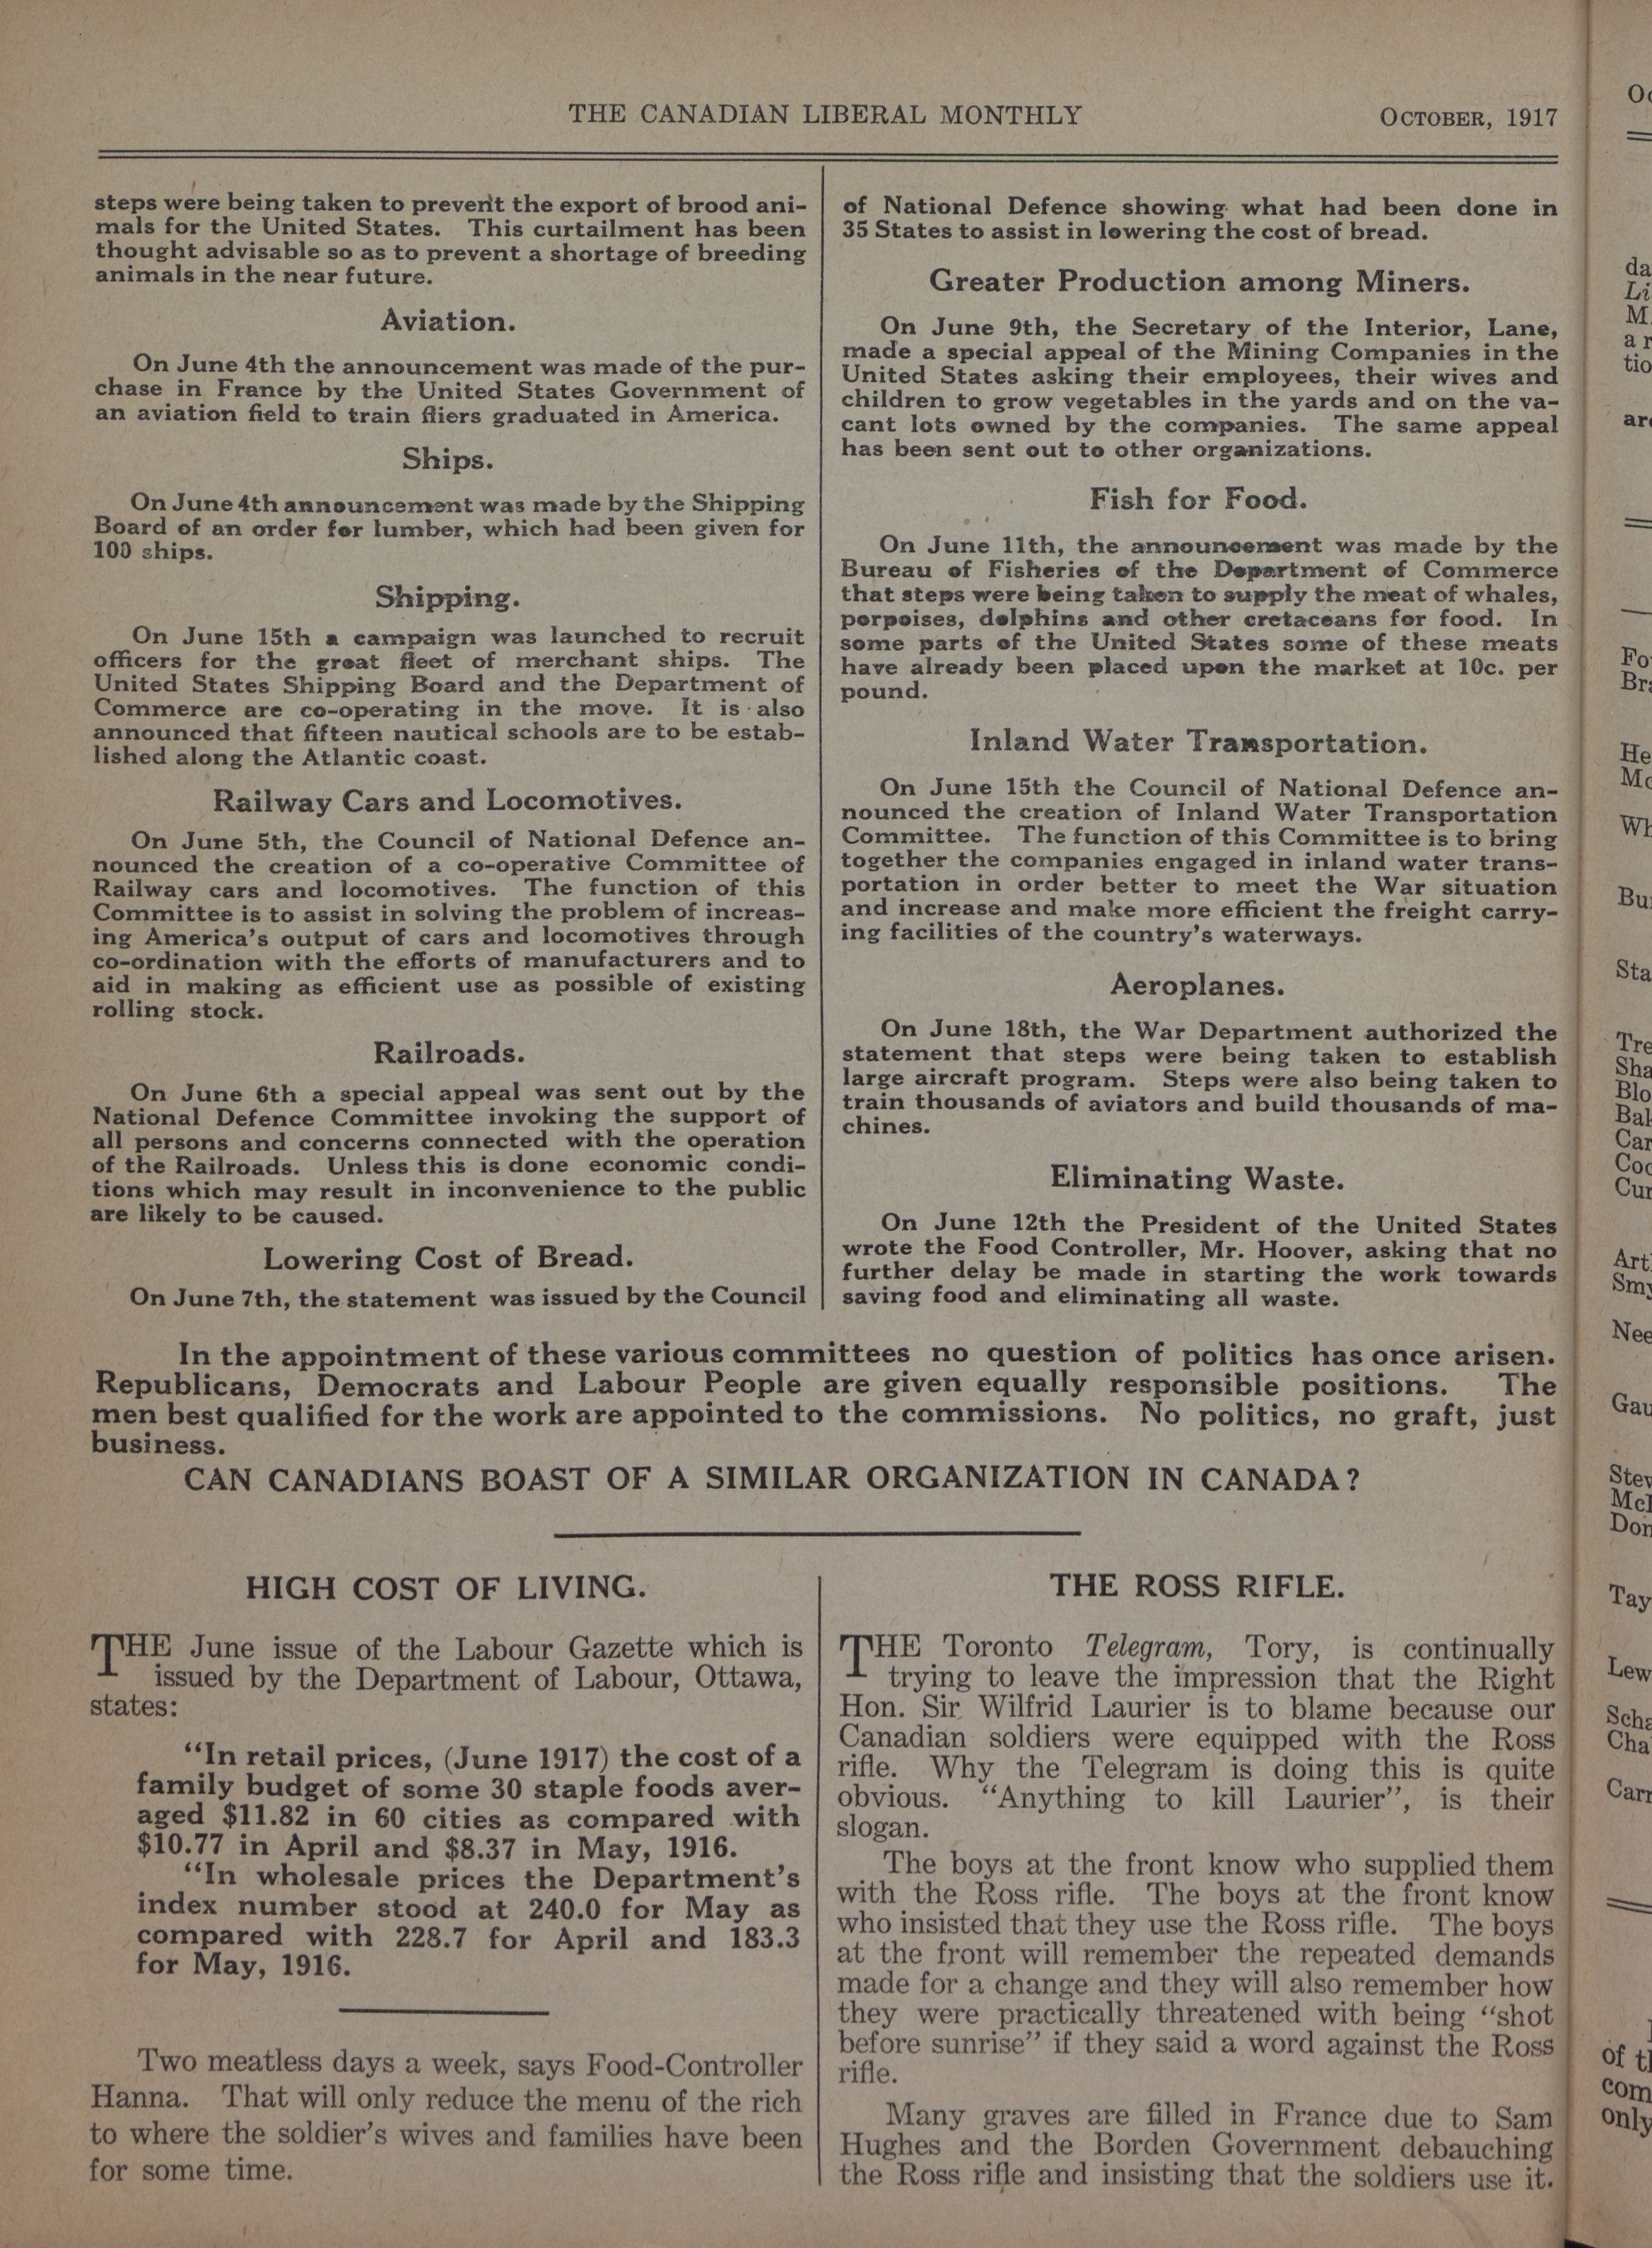 THE CANADIAN LIBERAL MONTHLY
OCTOBER, 1917
steps were being taken to prevent the export of brood ani-
mals for the United States. This curtailment has been
thought advisable so as to prevent a shortage of breeding
animals in the near future.
Aviation.
On June 4th the announcement was made of the pur-
chase in France by the United States Government of
an aviation field to train fliers graduated in America.
Ships.
On June 4th announcement was made by the Shipping
Board of an order for lumber, which had been given for
100 ships.
Shipping.
On June 15th a campaign was launched to recruit
officers for the great fleet of merchant ships. The
United States Shipping Board and the Department of
Commerce are co-operating in the move. It is also
announced that fifteen nautical schools are to be estab-
lished along the Atlantic coast.
Railway Cars and Locomotives.
On June 5th, the Council of National Defence an-
nounced the creation of a co-operative Committee of
Railway cars and locomotives. The function of this
Committee is to assist in solving the problem of increas-
ing America's output of cars and locomotives through
co-ordination with the efforts of manufacturers and to
aid in making as efficient use as possible of existing
rolling stock.
Railroads.
On June 6th a special appeal was sent out by the
National Defence Committee invoking the support of
all persons and concerns connected with the operation
of the Railroads. Unless this is done economic condi-
tions which may result in inconvenience to the public
are likely to be caused.
Lowering Cost of Bread.
On June 7th, the statement was issued by the Council
of National Defence showing what had been done in
35 States to assist in lowering the cost of bread.
Greater Production among Miners.
On June 9th, the Secretary of the Interior, Lane,
made a special appeal of the Mining Companies in the
United States asking their employees, their wives and
children to grow vegetables in the yards and on the va-
cant lots owned by the companies. The same appeal
has been sent out to other organizations.
Fish for Food.
On June 11th, the announcement was made by the
Bureau of Fisheries of the Department of Commerce
that steps were being taken to supply the meat of whales,
porpoises, dolphins and other cretaceans for food. In
some parts of the United States some of these meats
have already been placed upon the market at 10c. per
pound.
Inland Water Transportation.
On June 15th the Council of National Defence an-
nounced the creation of Inland Water Transportation
Committee. The function of this Committee is to bring
together the companies engaged in inland water trans-
portation in order better to meet the War situation
and increase and make more efficient the freight carry-
ing facilities of the country's waterways.
Aeroplanes.
On June 18th, the War Department authorized the
statement that steps were being taken to establish
large aircraft program. Steps were also being taken to
train thousands of aviators and build thousands of ma-
chines.
Eliminating Waste.
On June 12th the President of the United States
wrote the Food Controller, Mr. Hoover, asking that no
further delay be made in starting the work towards
saving food and eliminating all waste.
In the appointment of these various committees no question of politics has once arisen.
Republicans, Democrats and Labour People are given equally responsible positions. The
men best qualified for the work are appointed to the commissions. No politics, no graft, just
business.
CAN CANADIANS BOAST OF A SIMILAR ORGANIZATION IN CANADA?
HIGH COST OF LIVING.
THE June issue of the Labour Gazette which is
issued by the Department of Labour, Ottawa,
states:
"In retail prices, (June 1917) the cost of a
family budget of some 30 staple foods aver-
aged $11.82 in 60 cities as compared with
$10.77 in April and $8.37 in May, 1916.
"In wholesale prices the Department's
index number stood at 240.0 for May as
compared with 228.7 for April and 183.3
for May, 1916.
Two meatless days a week, says Food-Controller
Hanna. That will only reduce the menu of the rich
to where the soldier's wives and families have been
for some time.
THE ROSS RIFLE.
THE Toronto Telegram, Tory, is continually
trying to leave the impression that the Right
Hon. Sir Wilfrid Laurier is to blame because our
Canadian soldiers were equipped with the Ross
rifle. Why the Telegram is doing this is quite
obvious. "Anything to kill Laurier", is their
slogan.
The boys at the front know who supplied them
with the Ross rifle. The boys at the front know
who insisted that they use the Ross rifle. The boys
at the front will remember the repeated demands
made for a change and they will also remember how
they were practically threatened with being "shot
before sunrise" if they said a word against the Ross
rifle.
Many graves are filled in France due to Sam
Hughes and the Borden Government debauching
the Ross rifle and insisting that the soldiers use it.